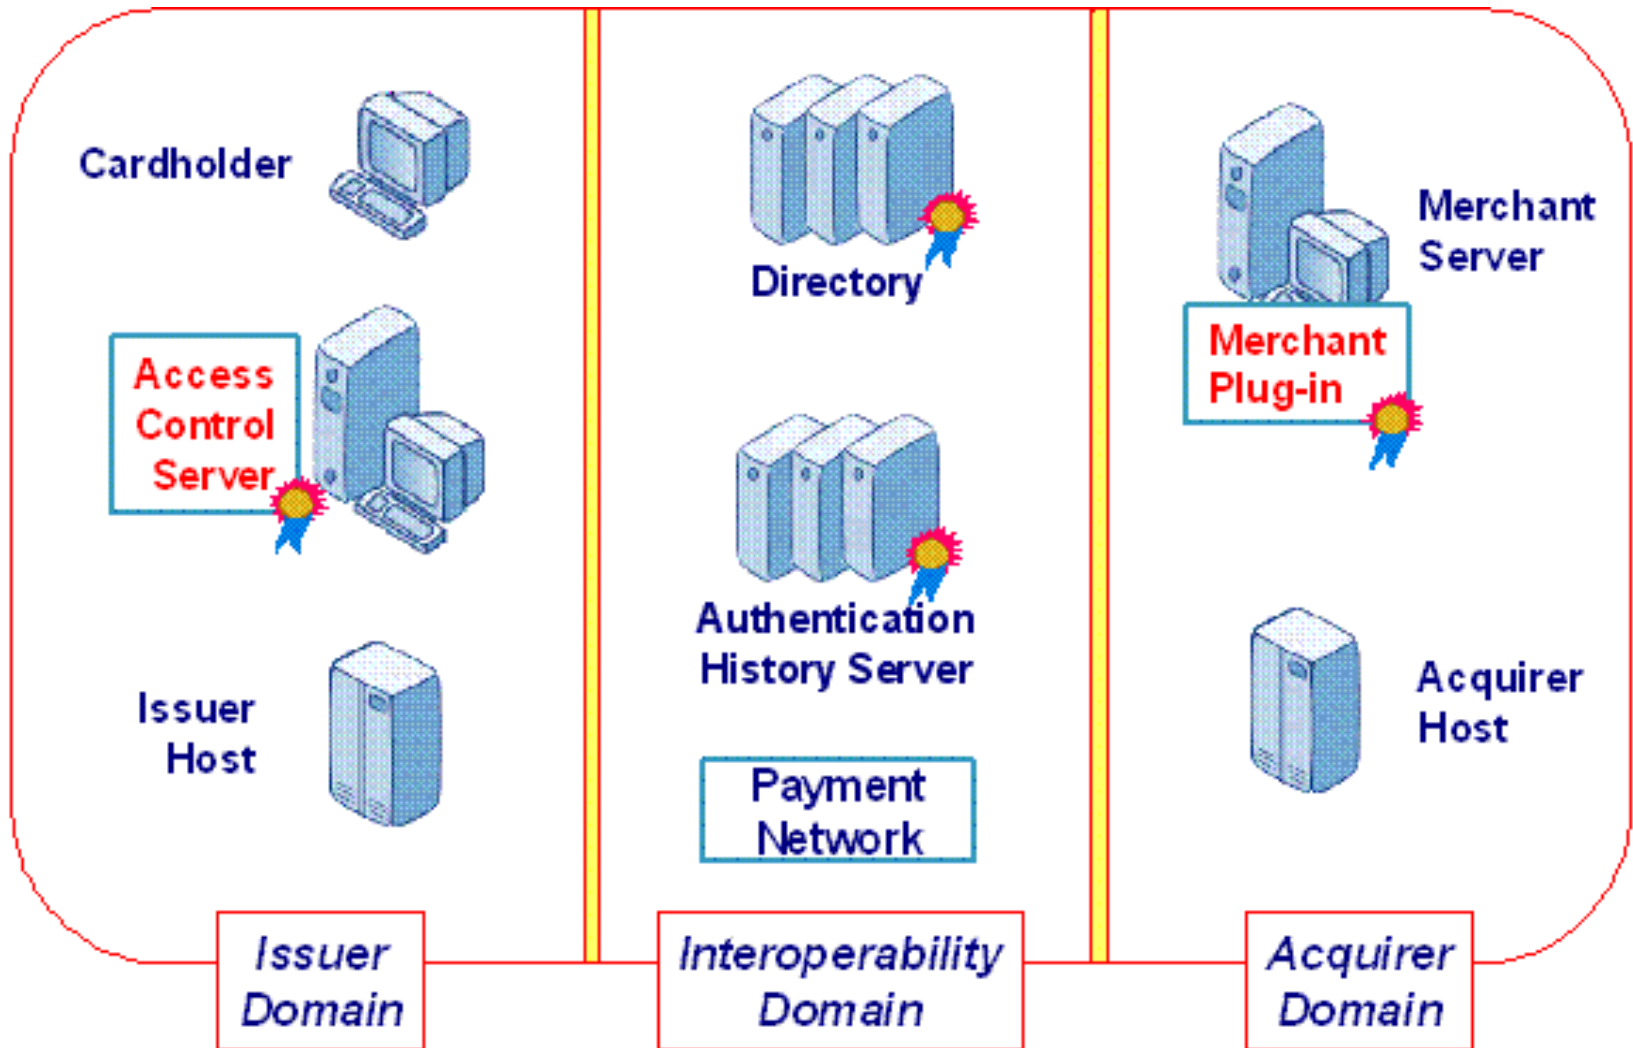 Cardholder
Access
Control
Server
Issuer
Host
Issuer
Domain
Directory
Authentication
History Server
Payment
Network
Interoperability
Domain
Merchant
Server
Merchant
Plug-in
Acquirer
Host
Acquirer
Domain